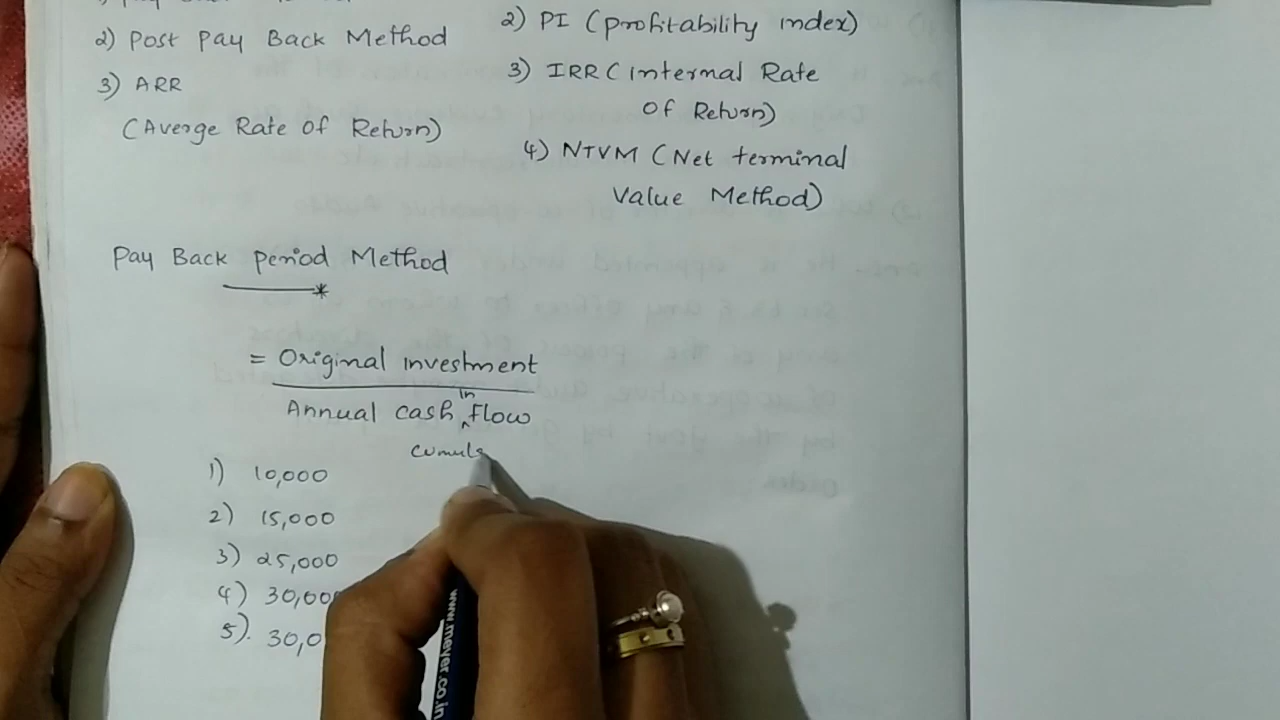 2) Post Pay Back Method
3) ARR
(Averge Rate Of Return)
2) PI (profitability index)
3) IRR (internal Rate
Of Return)
4) NTVM (Net terminal
Value Method)
Pay Back period Method
= Original investment
Annual cash in flow
cumula
1) 10,000
2) 15,000
3) 25,000
4) 30,000
5). 30,0
www.meyer.co.in